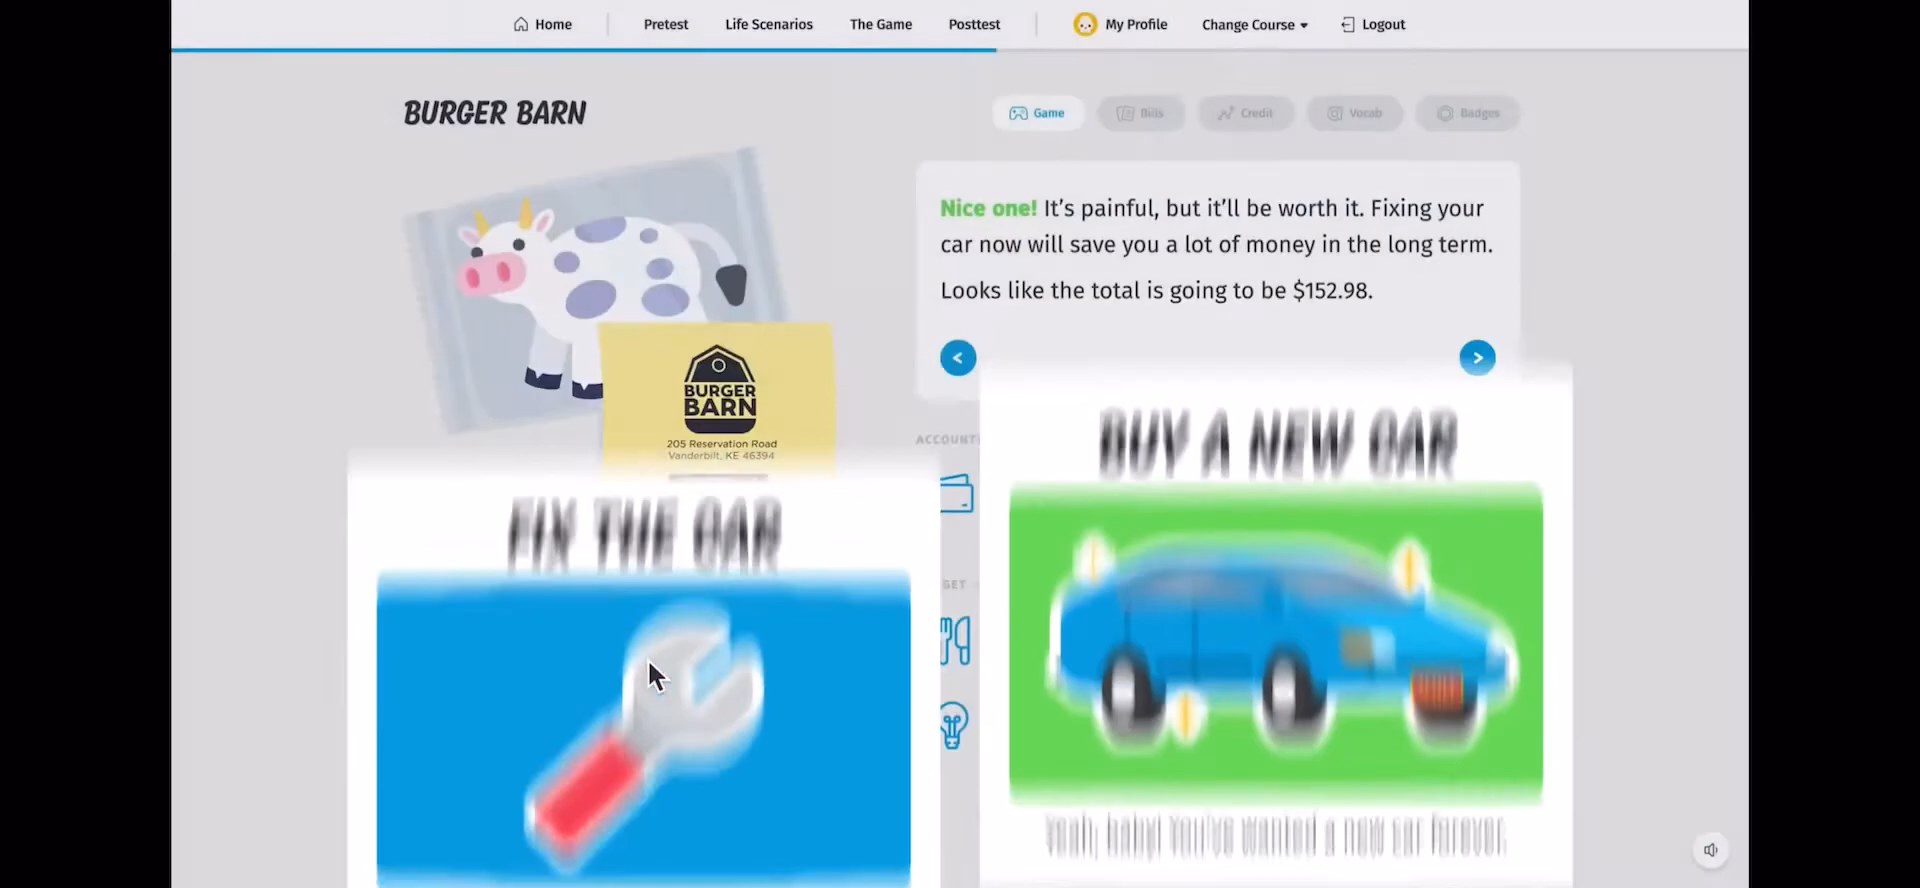 Home
Pretest
Life Scenarios
The Game
Posttest
My Profile
Change Course
Logout
BURGER BARN
Game
Bills
Credit
Vocab
Badges
Nice one! It's painful, but it'll be worth it. Fixing your
car now will save you a lot of money in the long term.
Looks like the total is going to be $152.98.
BURGER
BARN
205 Reservation Road
Vanderbilt, KE 46394
BUY A NEW CAR
FIX THE CAR
Yeah, baby! You've wanted a new car forever.